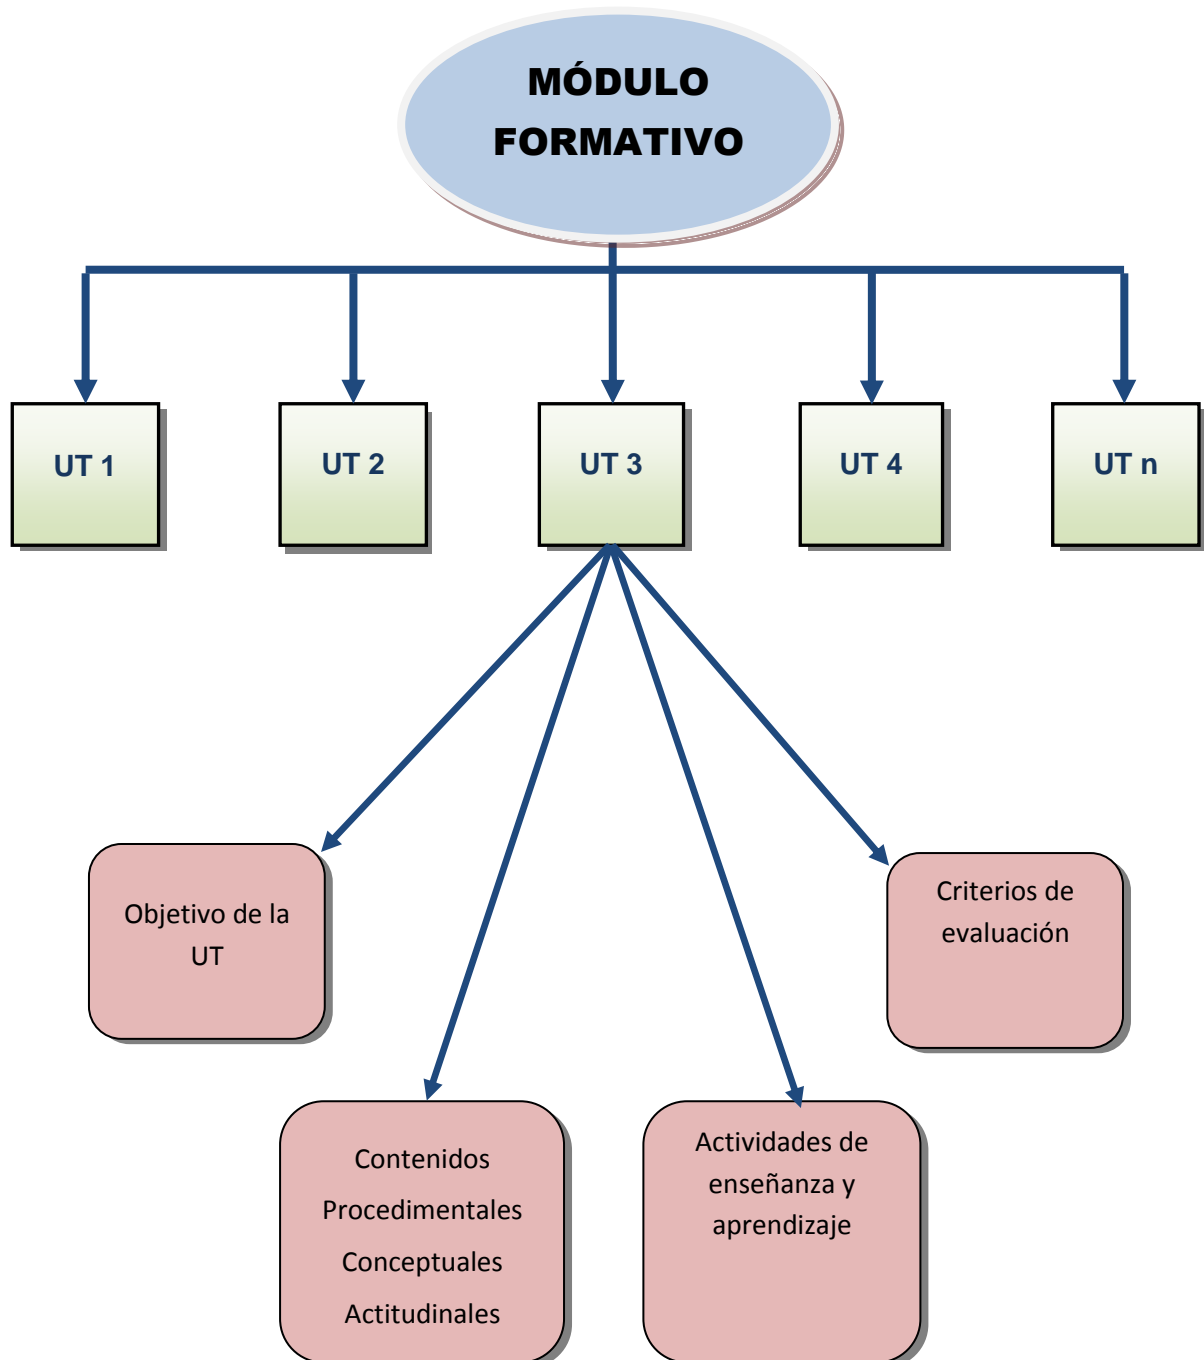 MÓDULO
FORMATIVO
UT 1
UT 2
UT 3
UT 4
UT n
Objetivo de la
UT
Criterios de
evaluación
Contenidos
Procedimentales
Conceptuales
Actitudinales
Actividades de
enseñanza y
aprendizaje